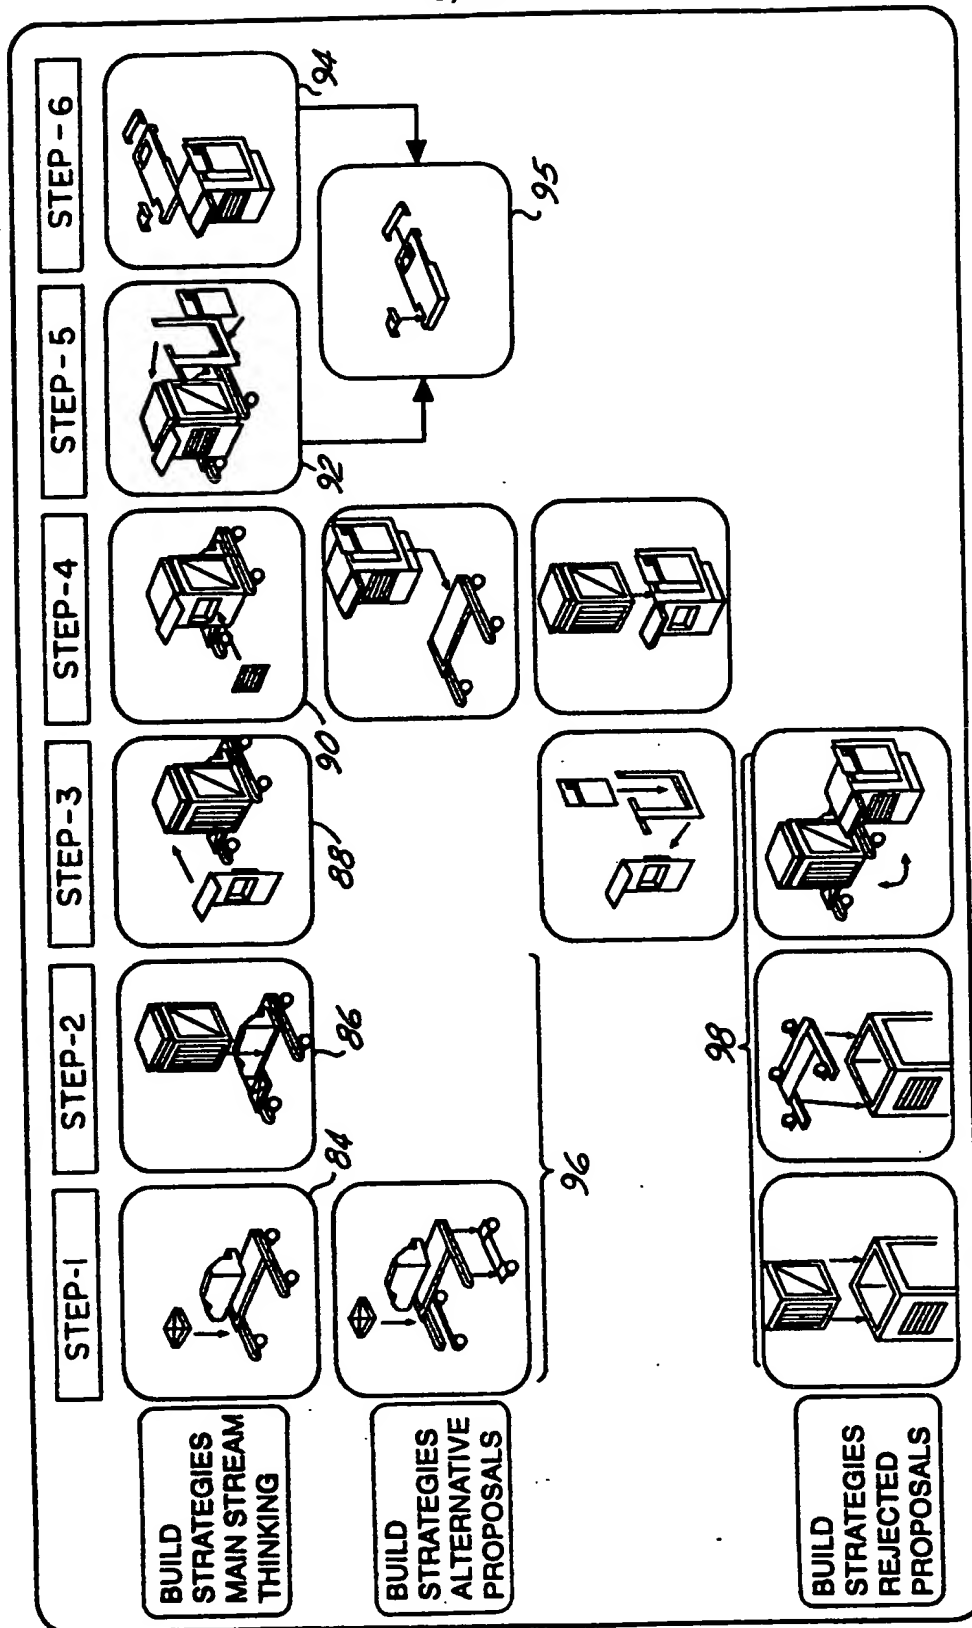 STEP-1
STEP-2
STEP-3
STEP-4
STEP-5
STEP-6
BUILD
STRATEGIES
MAIN STREAM
THINKING
84
86
88
90
92
94
95
BUILD
STRATEGIES
ALTERNATIVE
PROPOSALS
96
98
BUILD
STRATEGIES
REJECTED
PROPOSALS